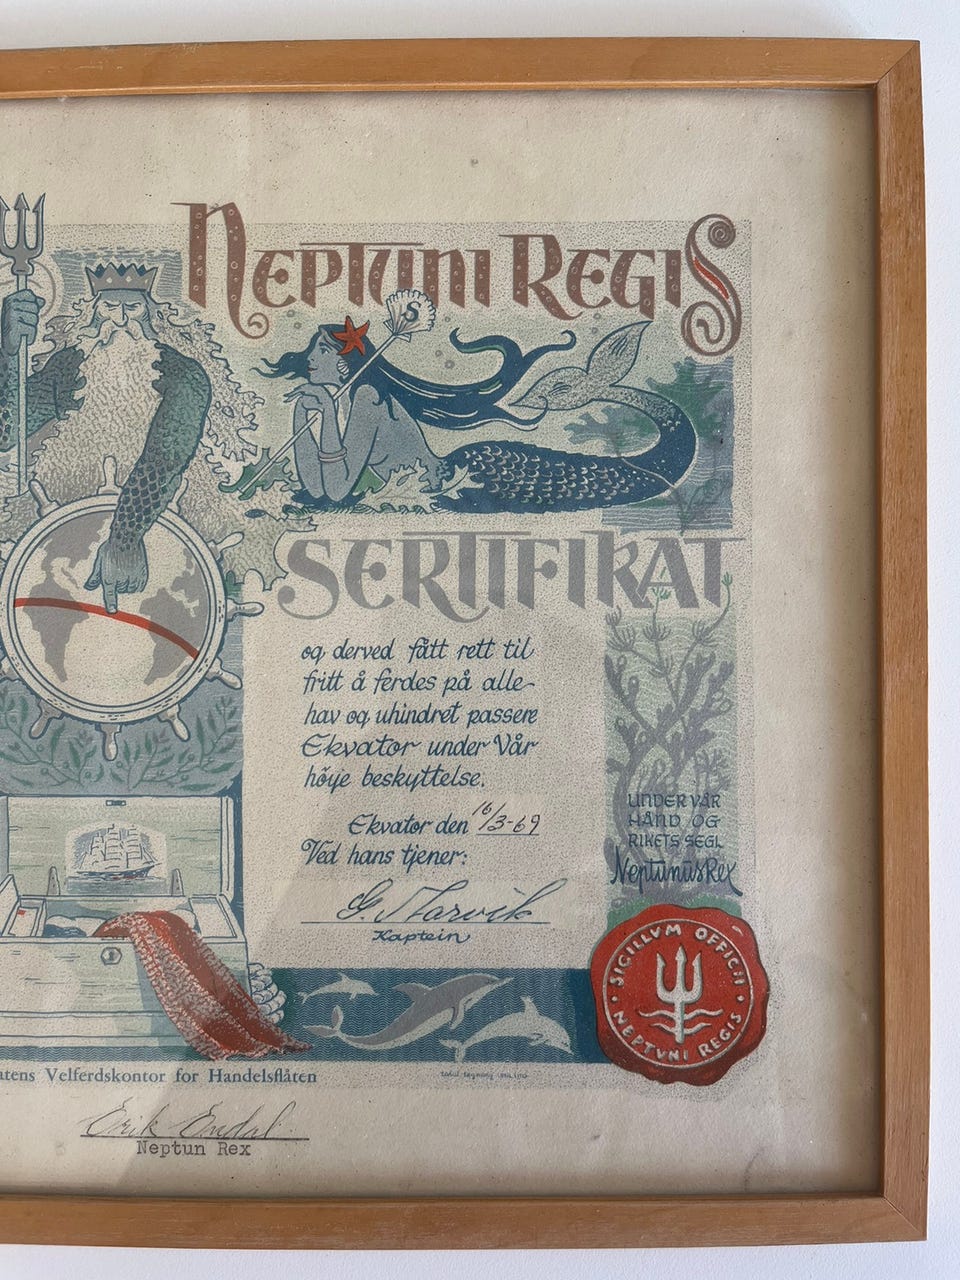 NEPTUNI REGIS
S
SERTIFIKAT
og derved fått rett til
fritt å ferdes på alle
hav og uhindret passere
Ekvator under Vår
höye beskyttelse.
Ekvator den 16/3-69
Ved hans tjener:
G. Marvik
Kaptein
UNDER VÅR
HÅND OG
RIKETS SEGL
Neptunus Rex
SIGILLVM OFFICII
NEPTVNI REGIS
atens Velferdskontor for Handelsflåten
Erik Endal
Neptun Rex